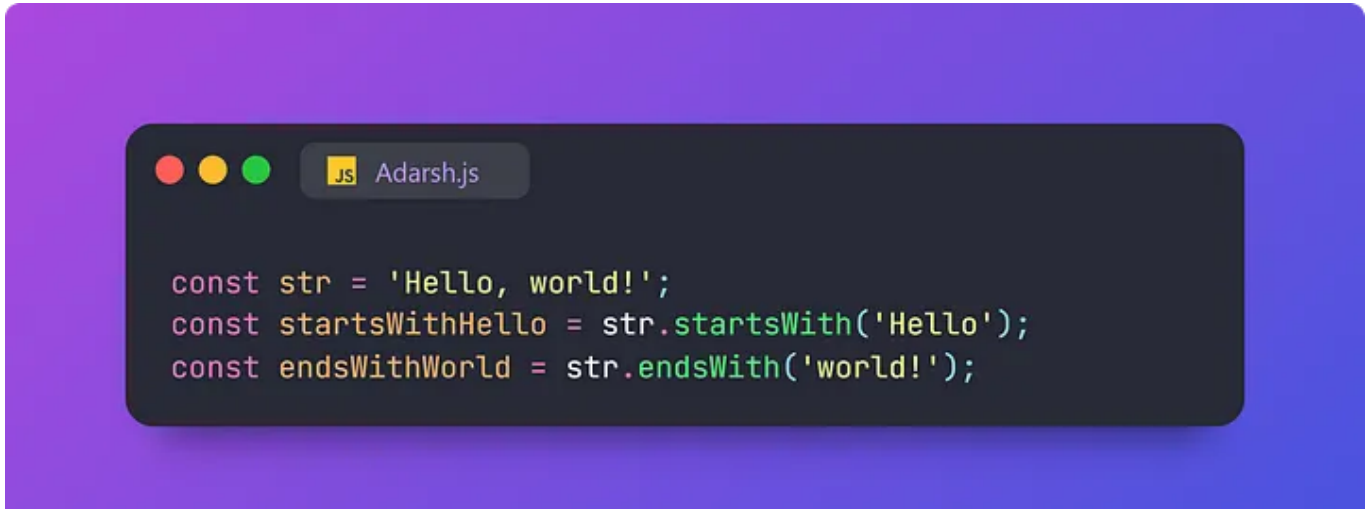 JS Adarsh.js
const str = 'Hello, world!';
const startsWithHello = str.startsWith('Hello');
const endsWithWorld = str.endsWith('world!');